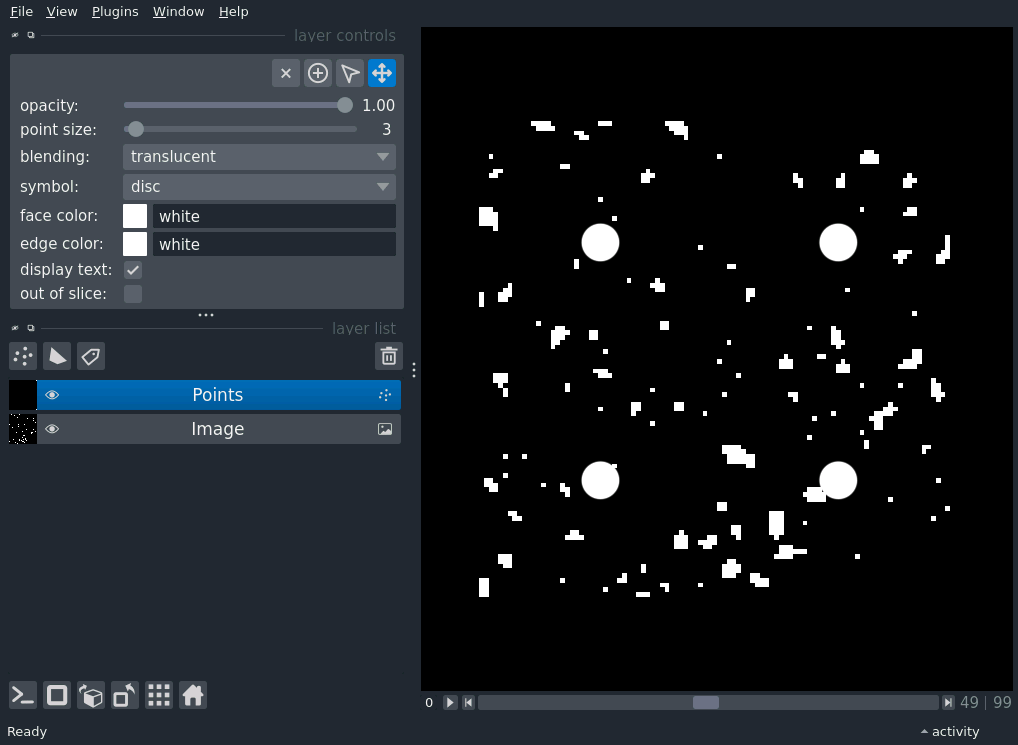 File View Plugins Window Help
layer controls
opacity: 1.00
point size: 3
blending: translucent
symbol: disc
face color: white
edge color: white
display text:
out of slice:
layer list
Points
Image
0 49 | 99
Ready activity